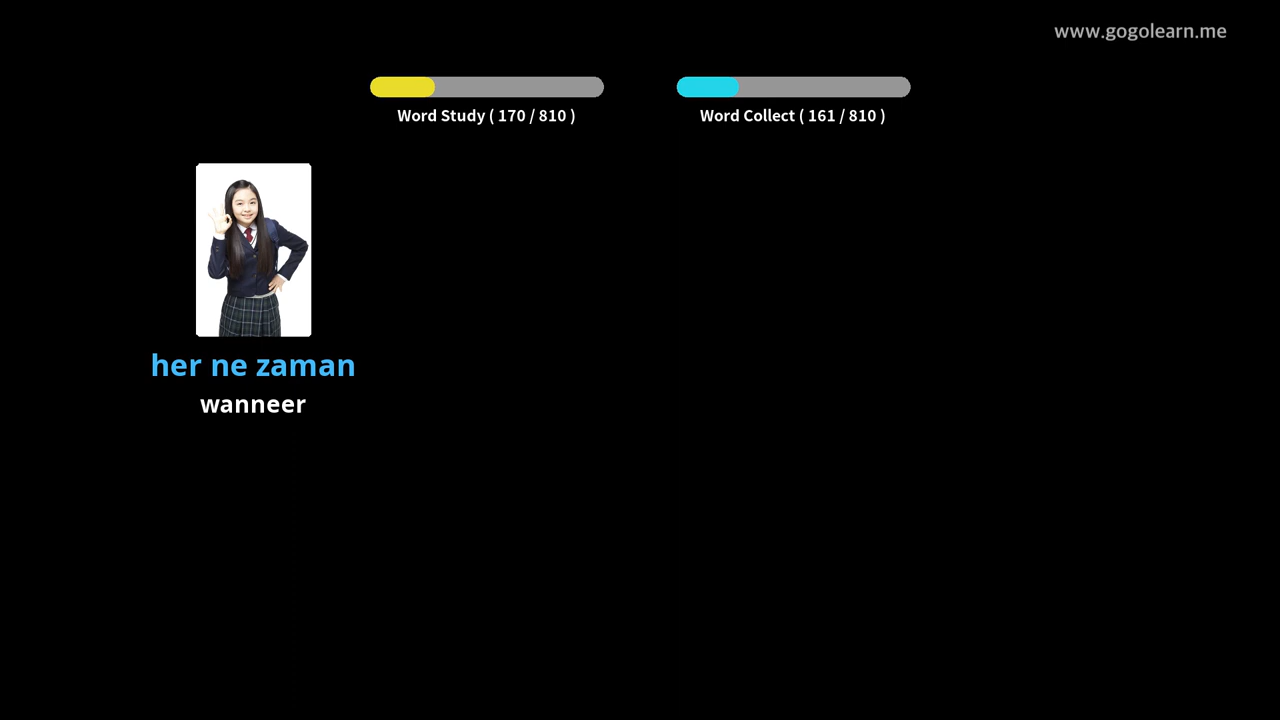 www.gogolearn.me
Word Study ( 170 / 810 )
Word Collect ( 161 / 810 )
her ne zaman
wanneer